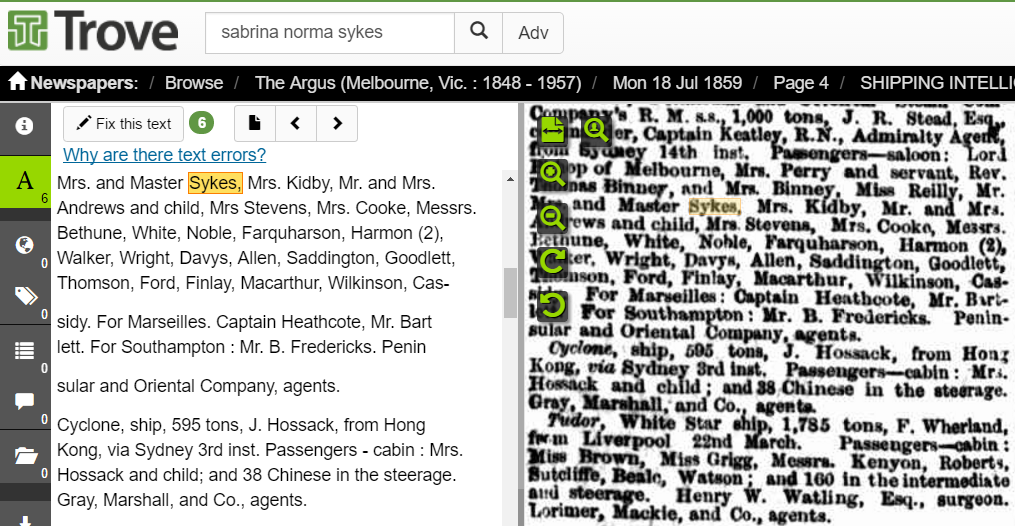 Trove
sabrina norma sykes
Adv
Newspapers: / Browse / The Argus (Melbourne, Vic. : 1848 - 1957) / Mon 18 Jul 1859 / Page 4 / SHIPPING INTELLI
Fix this text 6
Why are there text errors?
A
6
0
0
0
0
0
Mrs. and Master Sykes, Mrs. Kidby, Mr. and Mrs.
Andrews and child, Mrs Stevens, Mrs. Cooke, Messrs.
Bethune, White, Noble, Farquharson, Harmon (2),
Walker, Wright, Davys, Allen, Saddington, Goodlett,
Thomson, Ford, Finlay, Macarthur, Wilkinson, Cas-
sidy. For Marseilles. Captain Heathcote, Mr. Bart
lett. For Southampton : Mr. B. Fredericks. Penin
sular and Oriental Company, agents.
Cyclone, ship, 595 tons, J. Hossack, from Hong
Kong, via Sydney 3rd inst. Passengers - cabin : Mrs.
Hossack and child; and 38 Chinese in the steerage.
Gray, Marshall, and Co., agents.
Company's R. M. s.s., 1,000 tons, J. R. Stead, Esq.,
er, Captain Keatley, R.N., Admiralty Agent,
from Sydney 14th inst. Passengers—saloon: Lord
op of Melbourne, Mrs. Perry and servant, Rev.
Thomas Binney, and Mrs. Binney, Miss Reilly, Mr.
and Master Sykes, Mrs. Kidby, Mr. and Mrs.
ews and child, Mrs. Stevens, Mrs. Cooke, Messrs.
Bethune, White, Noble, Farquharson, Harmon (2),
ker, Wright, Davys, Allen, Saddington, Goodlett,
Thomson, Ford, Finlay, Macarthur, Wilkinson, Cas-
For Marseilles: Captain Heathcote, Mr. Bart-
For Southampton: Mr. B. Fredericks. Penin-
sular and Oriental Company, agents.
Cyclone, ship, 595 tons, J. Hossack, from Hong
Kong, via Sydney 3rd inst. Passengers—cabin: Mrs.
Hossack and child; and 38 Chinese in the steerage.
Gray, Marshall, and Co., agents.
Tudor, White Star ship, 1,785 tons, F. Wherland,
from Liverpool 22nd March. Passengers—cabin:
Miss Brown, Miss Grigg, Messrs. Kenyon, Roberts,
Sutcliffe, Beale, Watson; and 160 in the intermediate
and steerage. Henry W. Watling, Esq., surgeon.
Lorimer, Mackie, and Co., agents.